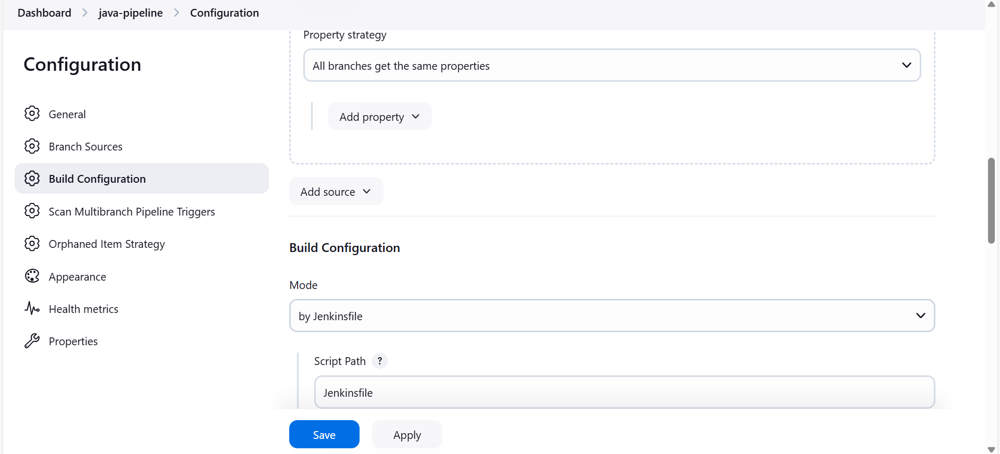 Dashboard > java-pipeline > Configuration
Configuration
General
Branch Sources
Build Configuration
Scan Multibranch Pipeline Triggers
Orphaned Item Strategy
Appearance
Health metrics
Properties
Property strategy
All branches get the same properties
Add property
Add source
Build Configuration
Mode
by Jenkinsfile
Script Path ?
Jenkinsfile
Save Apply